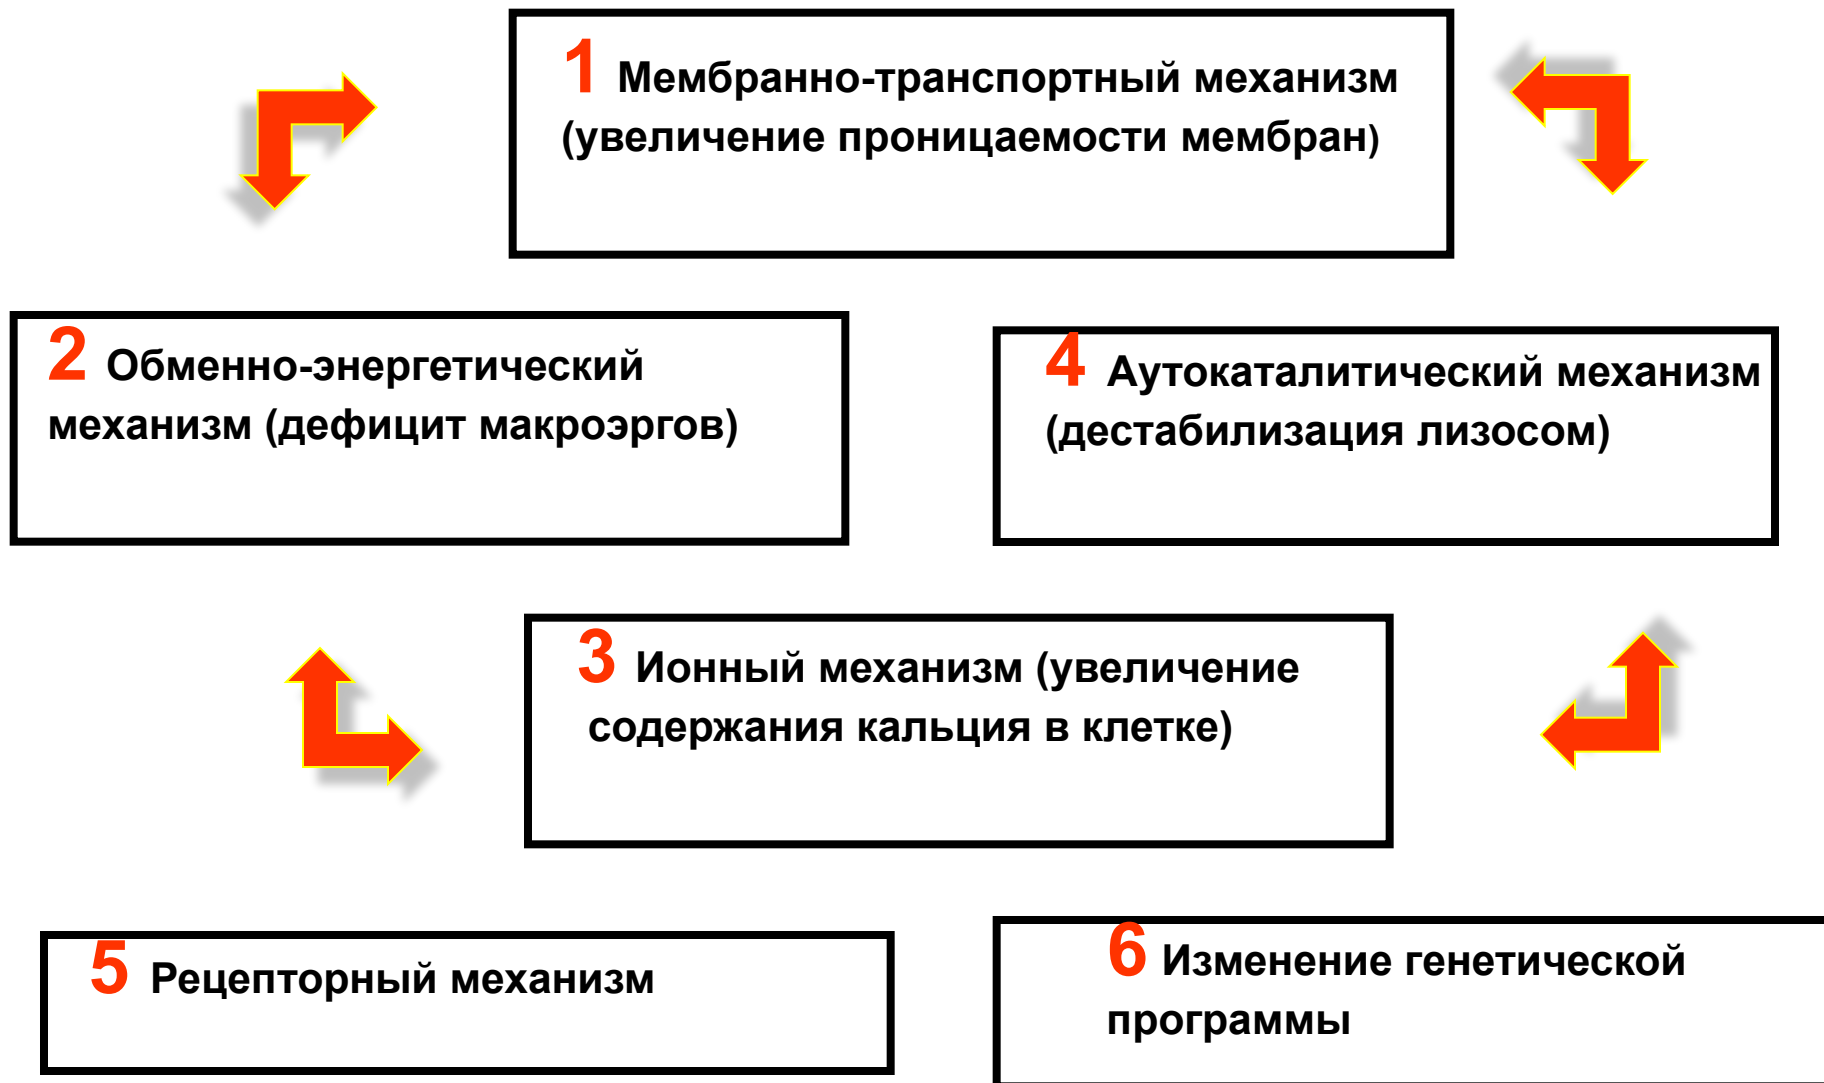 1 Мембранно-транспортный механизм
(увеличение проницаемости мембран)
2 Обменно-энергетический
механизм (дефицит макроэргов)
4 Аутокаталитический механизм
(дестабилизация лизосом)
3 Ионный механизм (увеличение
содержания кальция в клетке)
5 Рецепторный механизм
6 Изменение генетической
программы